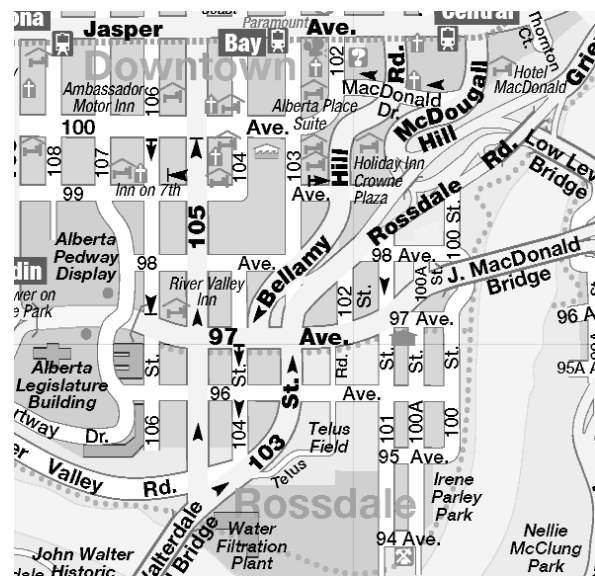 Paramount
Central
Jasper
Ave.
Bay
Thornton
Ct.
Downtown
102
Rd.
MacDonald
Dr.
Hotel
MacDonald
Ambassador
Motor Inn
106
Alberta Place
Suite
McDougall
Hill
100
Ave.
108
107
104
103
Inn on 7th
Holiday Inn
Crowne
Plaza
Hill
Rossdale
Rd.
Bridge
99
Ave.
105
100 St.
Alberta
Pedway
Display
98
Ave.
Bellamy
98
Ave.
100A
St.
J. MacDonald
Bridge
River Valley
Inn
102
St.
97
Ave.
97 Ave.
96 A
St.
St.
Rd.
St.
St.
St.
95A A
Alberta
Legislature
Building
96
Ave.
Dr.
106
104
103
St.
Telus
Field
101
100A
100
Valley
Rd.
Telus
95 Ave.
Irene
Parley
Park
Rossdale
Bridge
Water
Filtration
Plant
94 Ave.
Nellie
McClung
Park
John Walter
Historic